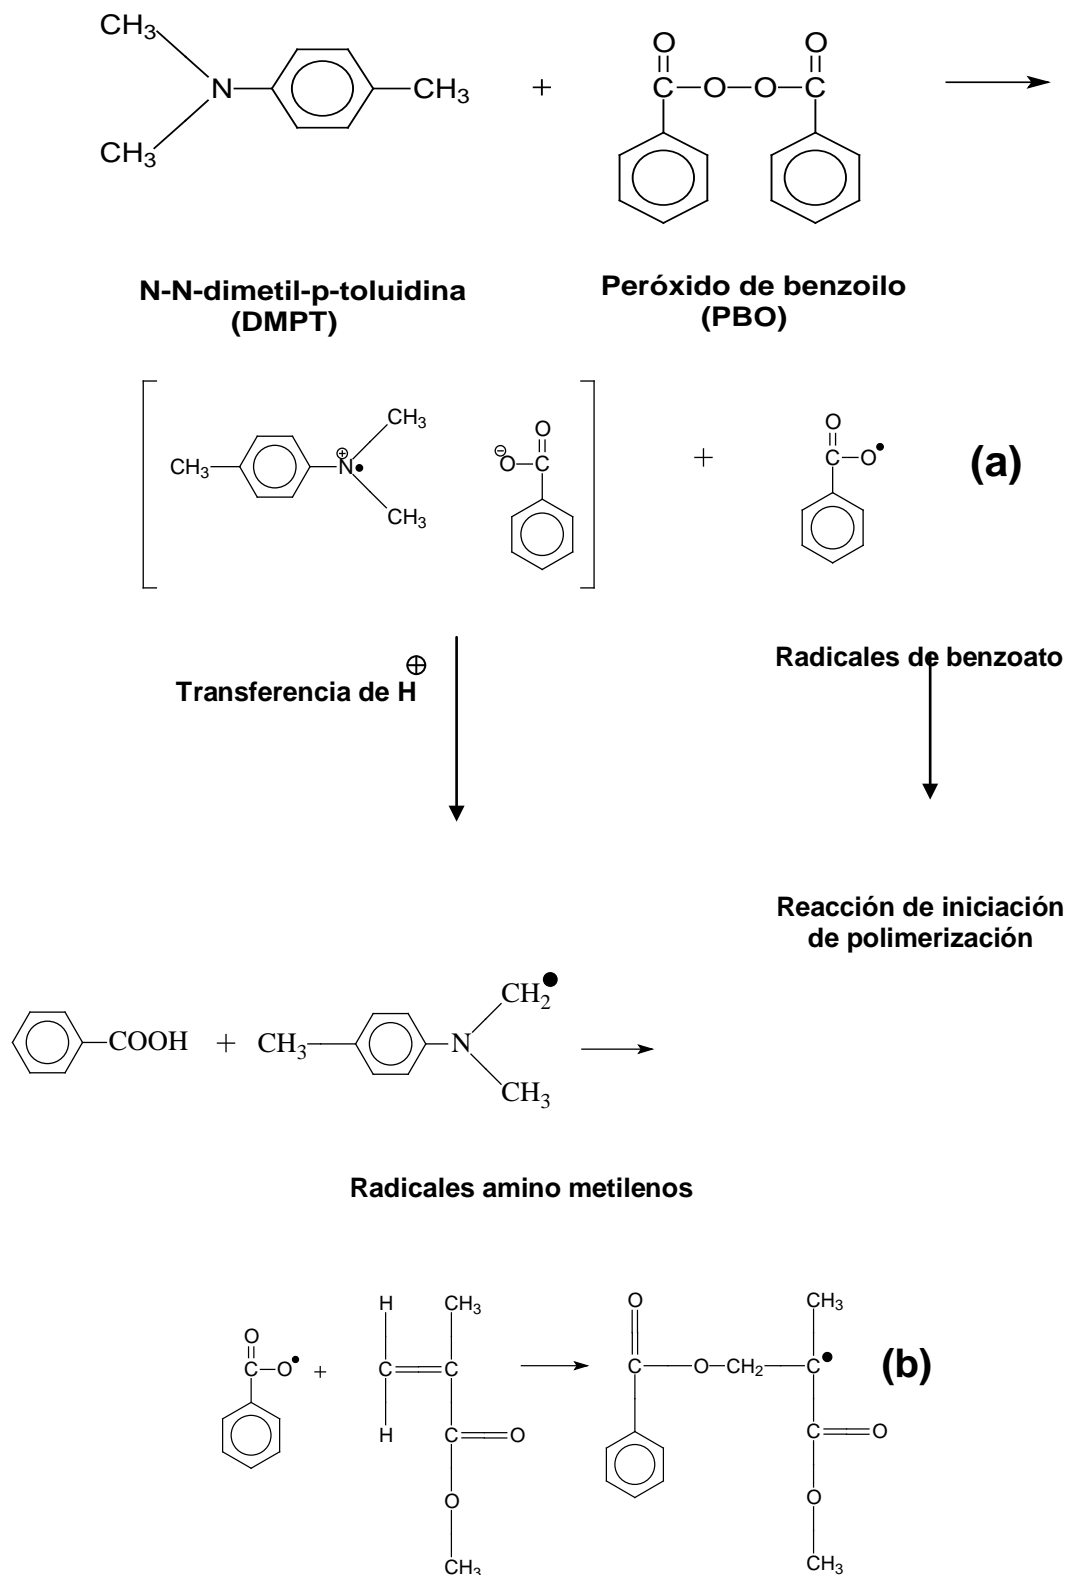 CH3
N
CH3
CH3
+
O O
C O O C
N-N-dimetil-p-toluidina
(DMPT)
Peróxido de benzoilo
(PBO)
CH3
CH3 N ⊕ •
CH3
O
⊖ O C
+
O
C O •
(a)
Transferencia de H ⊕
Radicales de benzoato
Reacción de iniciación
de polimerización
COOH + CH3 N CH2 •
CH3
Radicales amino metilenos
O
C O • +
H CH3
C C
H C O
O
CH3
O CH3
C O CH2 C •
C O
O
CH3
(b)